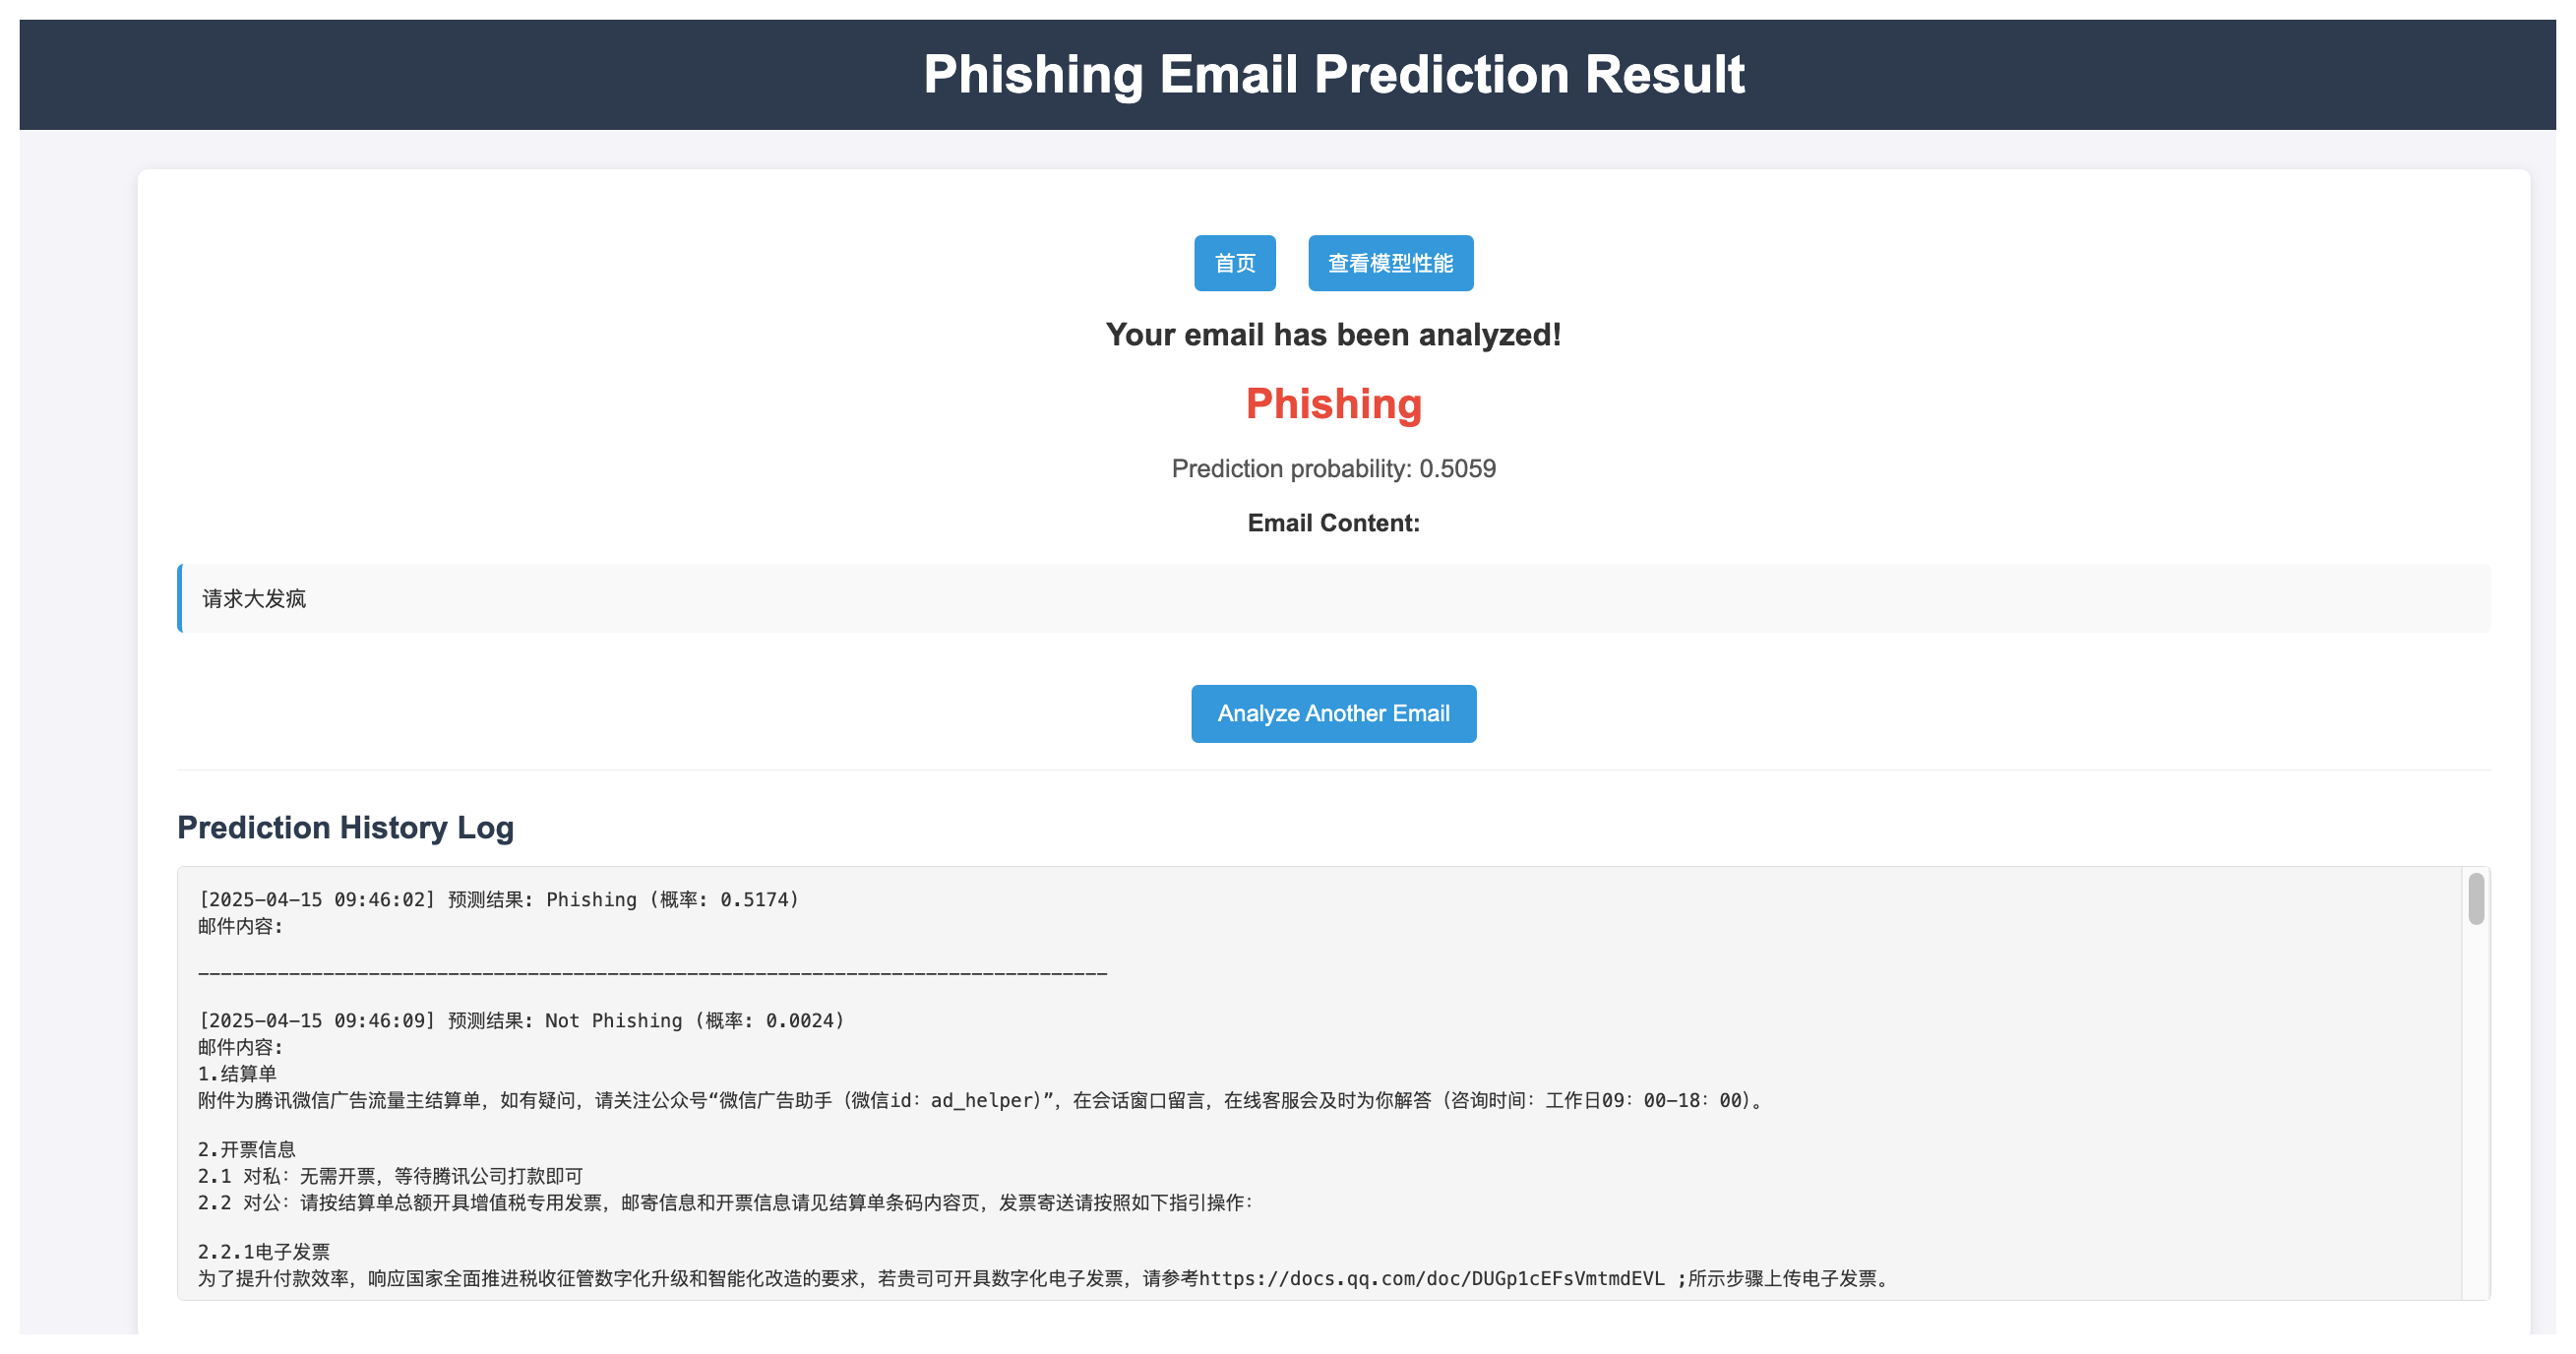 Phishing Email Prediction Result
首页
查看模型性能
Your email has been analyzed!
Phishing
Prediction probability: 0.5059
Email Content:
请求大发疯
Analyze Another Email
Prediction History Log
[2025-04-15 09:46:02] 预测结果: Phishing (概率: 0.5174)
邮件内容:
--------------------------------------------------------------------------------
[2025-04-15 09:46:09] 预测结果: Not Phishing (概率: 0.0024)
邮件内容:
1.结算单
附件为腾讯微信广告流量主结算单，如有疑问，请关注公众号“微信广告助手（微信id：ad_helper）”，在会话窗口留言，在线客服会及时为你解答（咨询时间：工作日09：00-18：00）。
2.开票信息
2.1 对私：无需开票，等待腾讯公司打款即可
2.2 对公：请按结算单总额开具增值税专用发票，邮寄信息和开票信息请见结算单条码内容页，发票寄送请按照如下指引操作：
2.2.1电子发票
为了提升付款效率，响应国家全面推进税收征管数字化升级和智能化改造的要求，若贵司可开具数字化电子发票，请参考https://docs.qq.com/doc/DUGp1cEFsVmtmdEVL ;所示步骤上传电子发票。